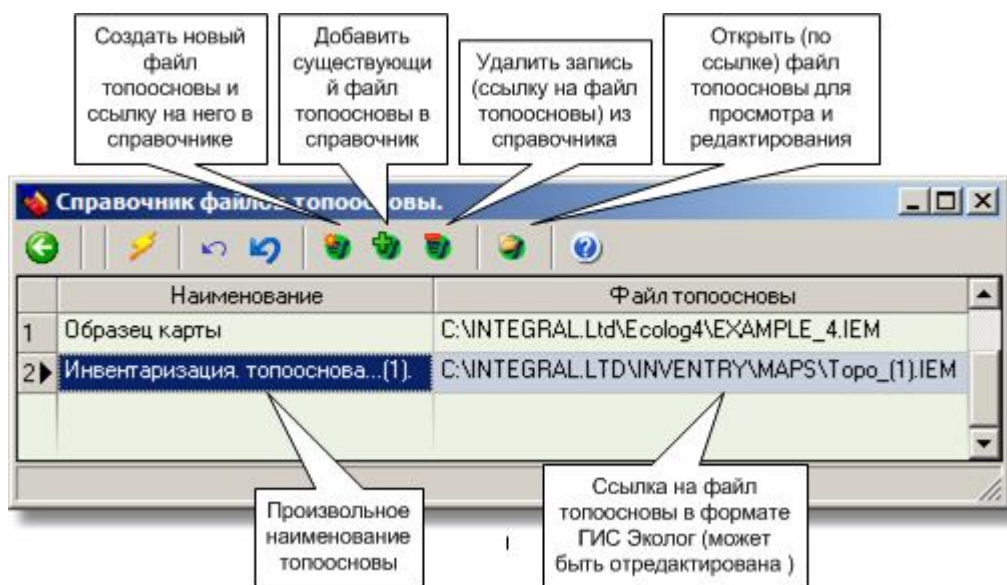 Создать новый
файл
топоосновы и
ссылку на него в
справочнике
Добавить
существующи
й файл
топоосновы в
справочник
Удалить запись
(ссылку на файл
топоосновы) из
справочника
Открыть (по
ссылке) файл
топоосновы для
просмотра и
редактирования
Справочник файлов топоосновы.
Наименование
Файл топоосновы
1 Образец карты C:\INTEGRAL.Ltd\Ecolog4\EXAMPLE_4.IEM
2 Инвентаризация. топооснова...(1). C:\INTEGRAL.LTD\INVENTRY\MAPS\Topo_(1).IEM
Произвольное
наименование
топоосновы
Ссылка на файл
топоосновы в формате
ГИС Эколог (может
быть отредактирована )